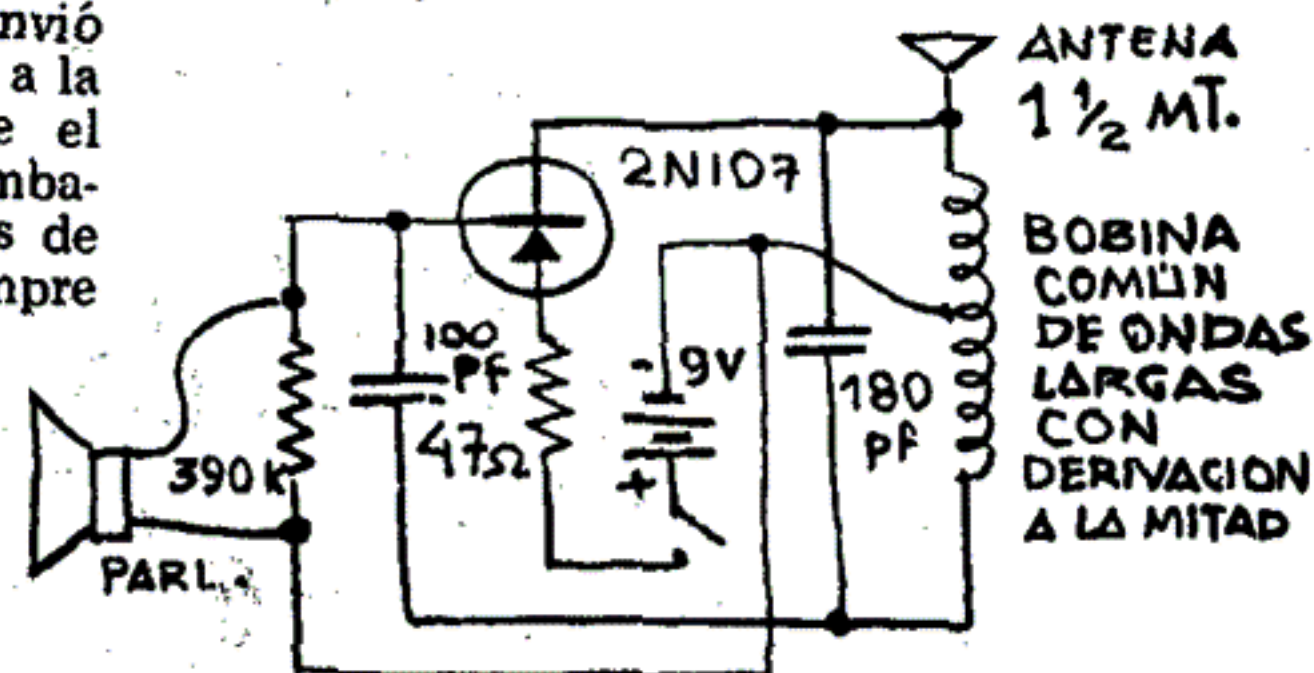 nvió
a la
e el
mba-
s de
npre
ANTENA
1 1/2 MT.
2N107
BOBINA
COMÚN
DE ONDAS
LARGAS
CON
DERIVACION
A LA MITAD
100
Pf
47Ω
- 9V
+
180
pf
390K
PARL.